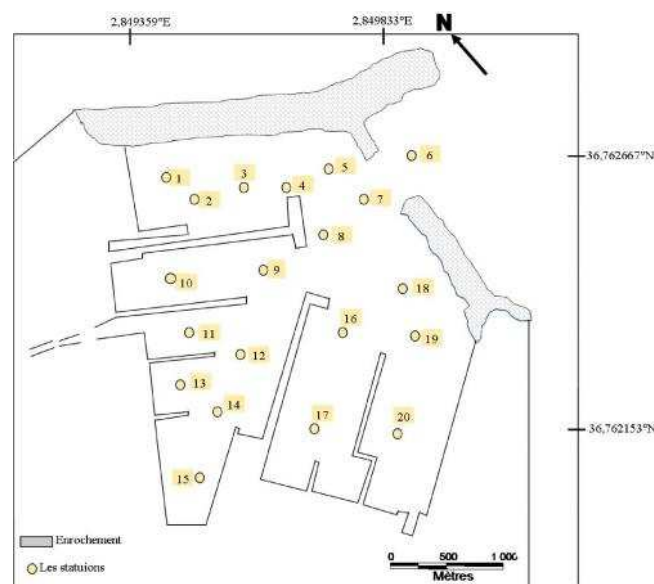 2,849359°E 2,849833°E N
36,762667°N
1 2 3 4 5 6 7
8
9
10
18
11 12 16 19
13
14 17 20
36,762153°N
15
Enrochement
Les statuions
0 500 1 000
Mètres